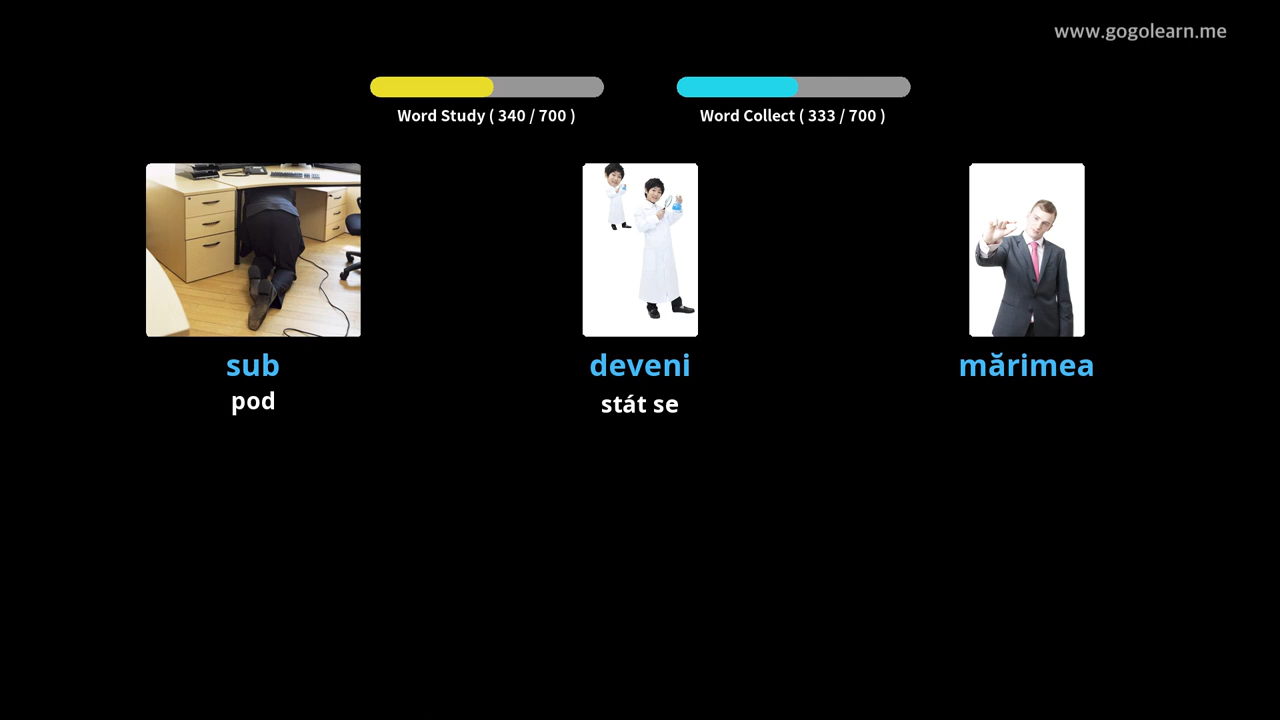 www.gogolearn.me
Word Study ( 340 / 700 )
Word Collect ( 333 / 700 )
sub
pod
deveni
stát se
mărimea